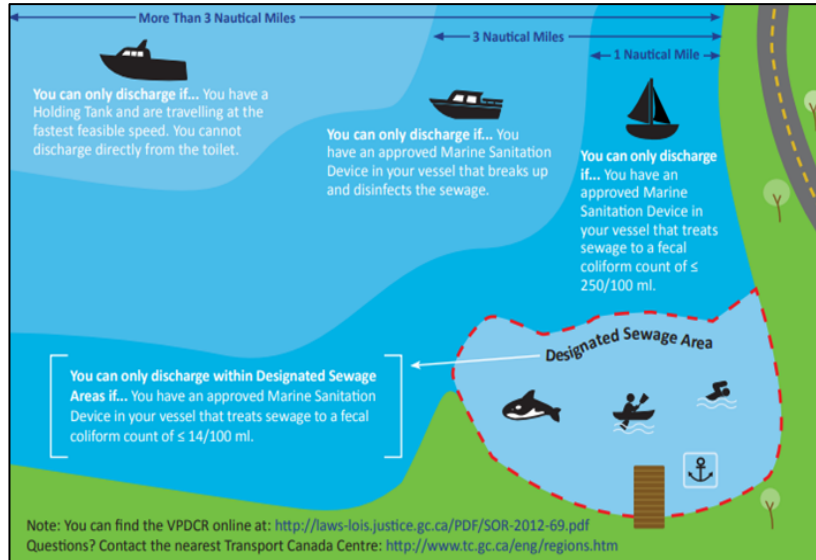 More Than 3 Nautical Miles
3 Nautical Miles
1 Nautical Mile
You can only discharge if... You have a
Holding Tank and are travelling at the
fastest feasible speed. You cannot
discharge directly from the toilet.
You can only discharge if... You
have an approved Marine Sanitation
Device in your vessel that breaks up
and disinfects the sewage.
You can only discharge
if... You have an
approved Marine
Sanitation Device in
your vessel that treats
sewage to a fecal
coliform count of ≤
250/100 ml.
Designated Sewage Area
You can only discharge within Designated Sewage
Areas if... You have an approved Marine Sanitation
Device in your vessel that treats sewage to a fecal
coliform count of ≤ 14/100 ml.
Note: You can find the VPDCR online at: http://laws-lois.justice.gc.ca/PDF/SOR-2012-69.pdf
Questions? Contact the nearest Transport Canada Centre: http://www.tc.gc.ca/eng/regions.htm